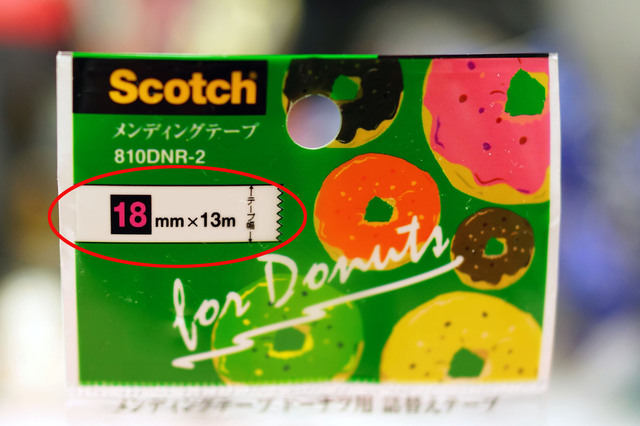 Scotch®
メンディングテープ
810DNR-2
18mm×13m
テープ幅
for Donuts
メンディングテープ ドーナツ用 詰替えテープ